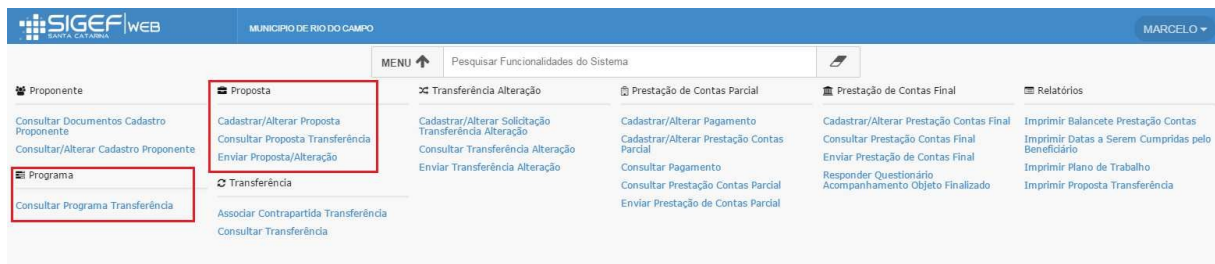 SIGEF WEB
SANTA CATARINA
MUNICIPIO DE RIO DO CAMPO
MARCELO
MENU
Pesquisar Funcionalidades do Sistema
Proponente
Consultar Documentos Cadastro
Proponente
Consultar/Alterar Cadastro Proponente
Programa
Consultar Programa Transferência
Proposta
Cadastrar/Alterar Proposta
Consultar Proposta Transferência
Enviar Proposta/Alteração
Transferência
Associar Contrapartida Transferência
Consultar Transferência
Transferência Alteração
Cadastrar/Alterar Solicitação
Transferência Alteração
Consultar Transferência Alteração
Enviar Transferência Alteração
Prestação de Contas Parcial
Cadastrar/Alterar Pagamento
Cadastrar/Alterar Prestação Contas
Parcial
Consultar Pagamento
Consultar Prestação Contas Parcial
Enviar Prestação de Contas Parcial
Prestação de Contas Final
Cadastrar/Alterar Prestação Contas Final
Consultar Prestação Contas Final
Enviar Prestação de Contas Final
Responder Questionário
Acompanhamento Objeto Finalizado
Relatórios
Imprimir Balancete Prestação Contas
Imprimir Datas a Serem Cumpridas pelo
Beneficiário
Imprimir Plano de Trabalho
Imprimir Proposta Transferência